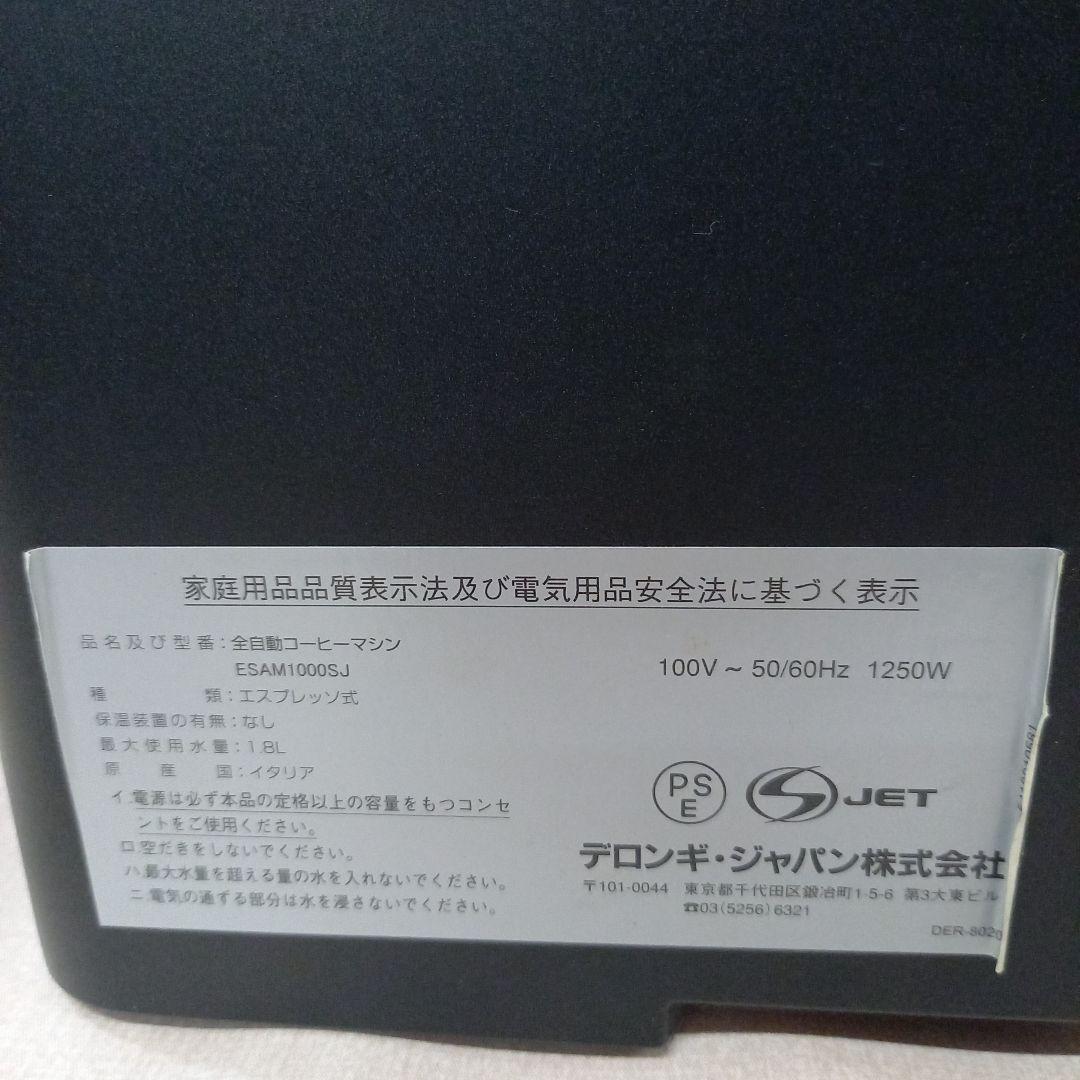 家庭用品品質表示法及び電気用品安全法に基づく表示
品名及び型番:全自動コーヒーマシン
ESAM1000SJ
100V ~ 50/60Hz 1250W
種類:エスプレッソ式
保温装置の有無:なし
最大使用水量:1.8L
原産国:イタリア
イ.電源は必ず本品の定格以上の容量をもつコンセ
ントをご使用ください。
ロ.空だきをしないでください。
ハ.最大水量を超える量の水を入れないでください。
ニ.電気の通ずる部分は水を浸さないでください。
PSE
JET
デロンギ・ジャパン株式会社
〒101-0044 東京都千代田区鍛冶町1-5-6 第3大東ビル
☎03(5256)6321
DER-8020